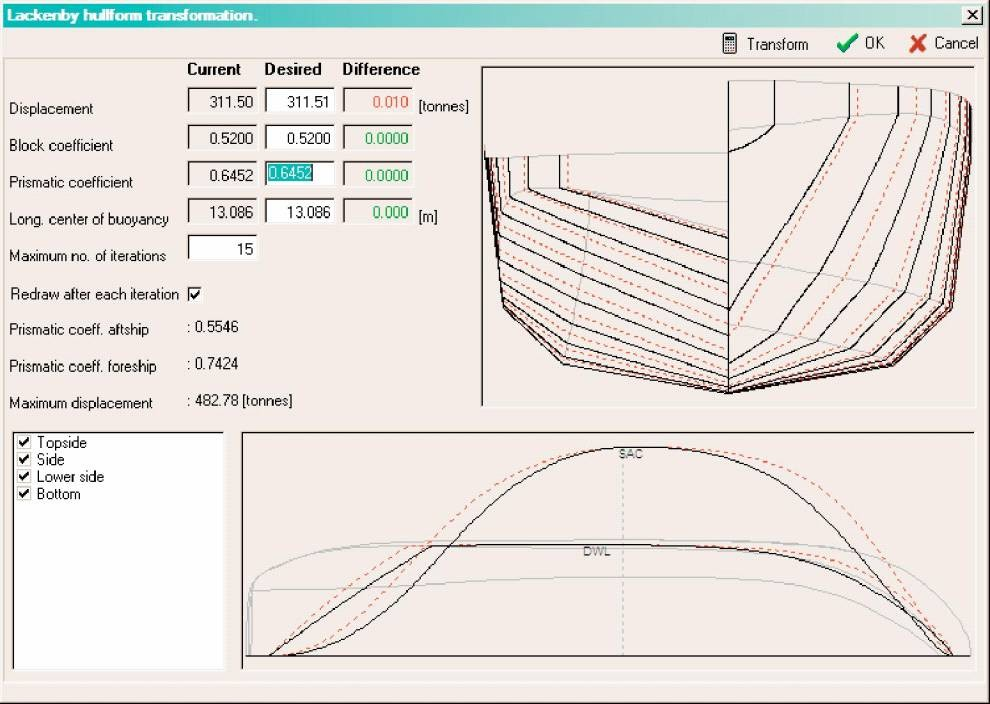 Lackenby hullform transformation.
Transform OK Cancel
Current Desired Difference
Displacement 311.50 311.51 0.010 [tonnes]
Block coefficient 0.5200 0.5200 0.0000
Prismatic coefficient 0.6452 0.6452 0.0000
Long. center of buoyancy 13.086 13.086 0.000 [m]
Maximum no. of iterations 15
Redraw after each iteration
Prismatic coeff. aftship : 0.5546
Prismatic coeff. foreship : 0.7424
Maximum displacement : 482.78 [tonnes]
Topside
Side
Lower side
Bottom
SAC
DWL